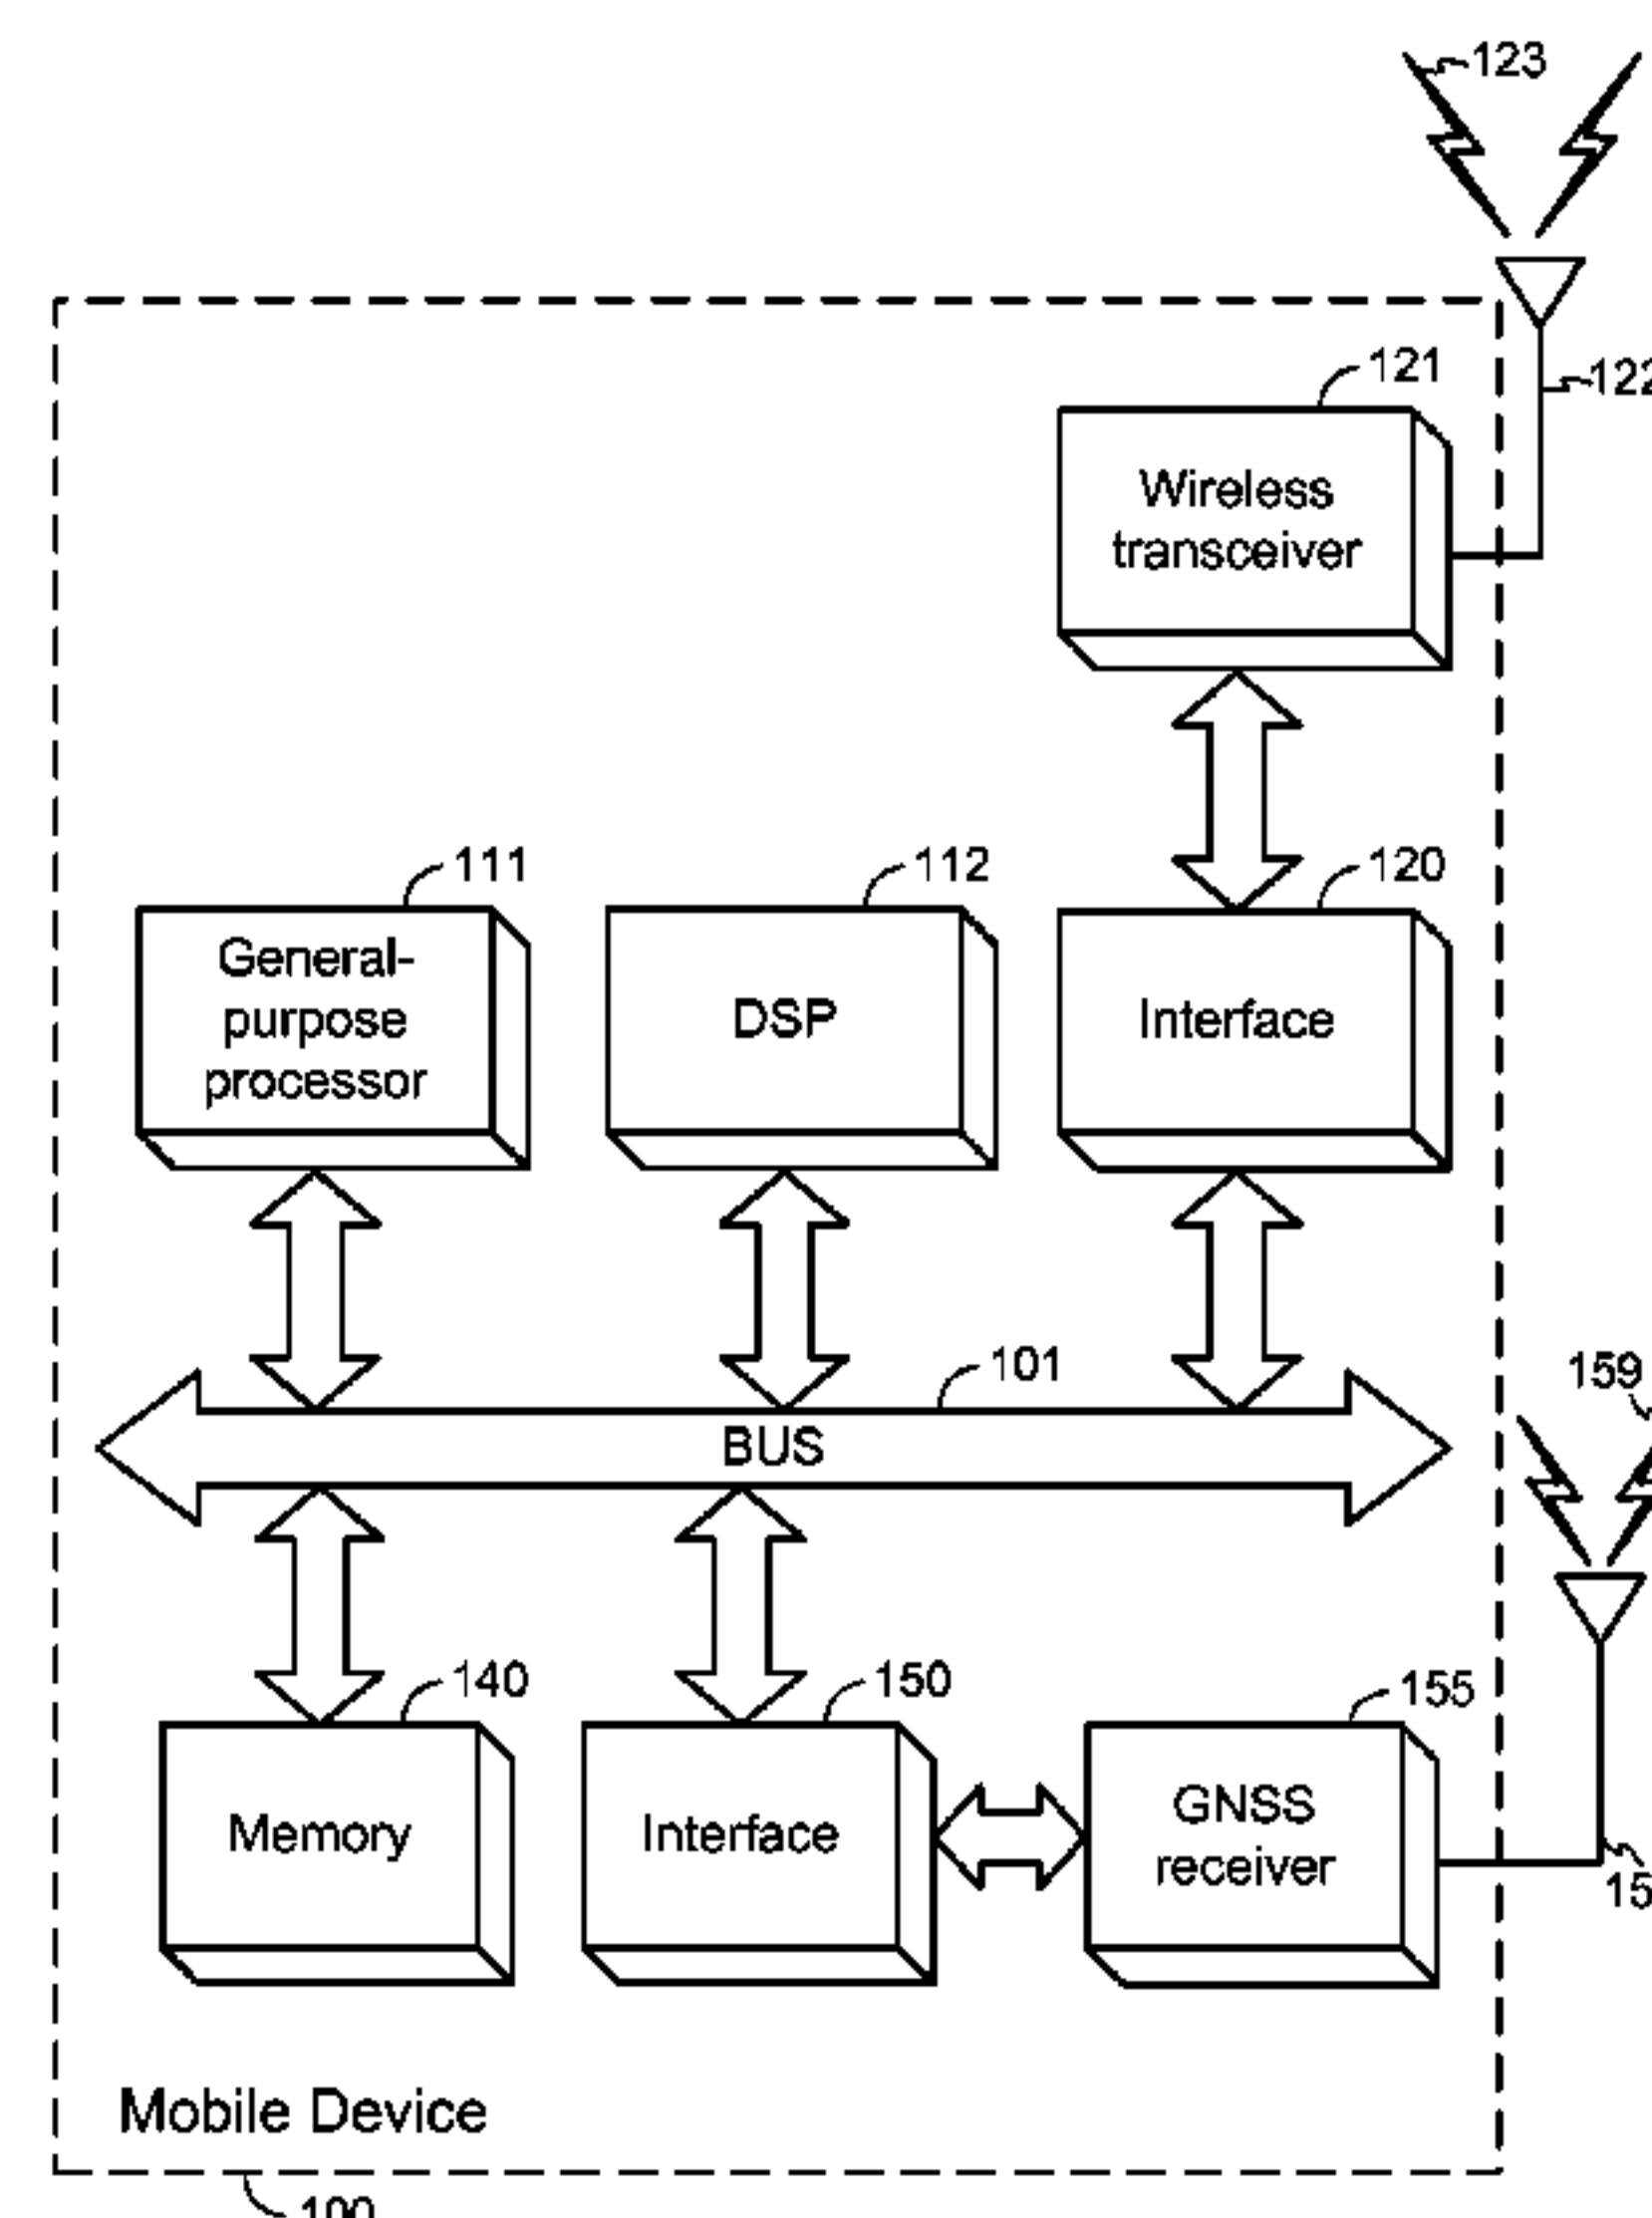 123
122
121
Wireless
transceiver
111
112
120
General-
purpose
processor
DSP
Interface
101
BUS
159
140
150
155
Memory
Interface
GNSS
receiver
Mobile Device
100